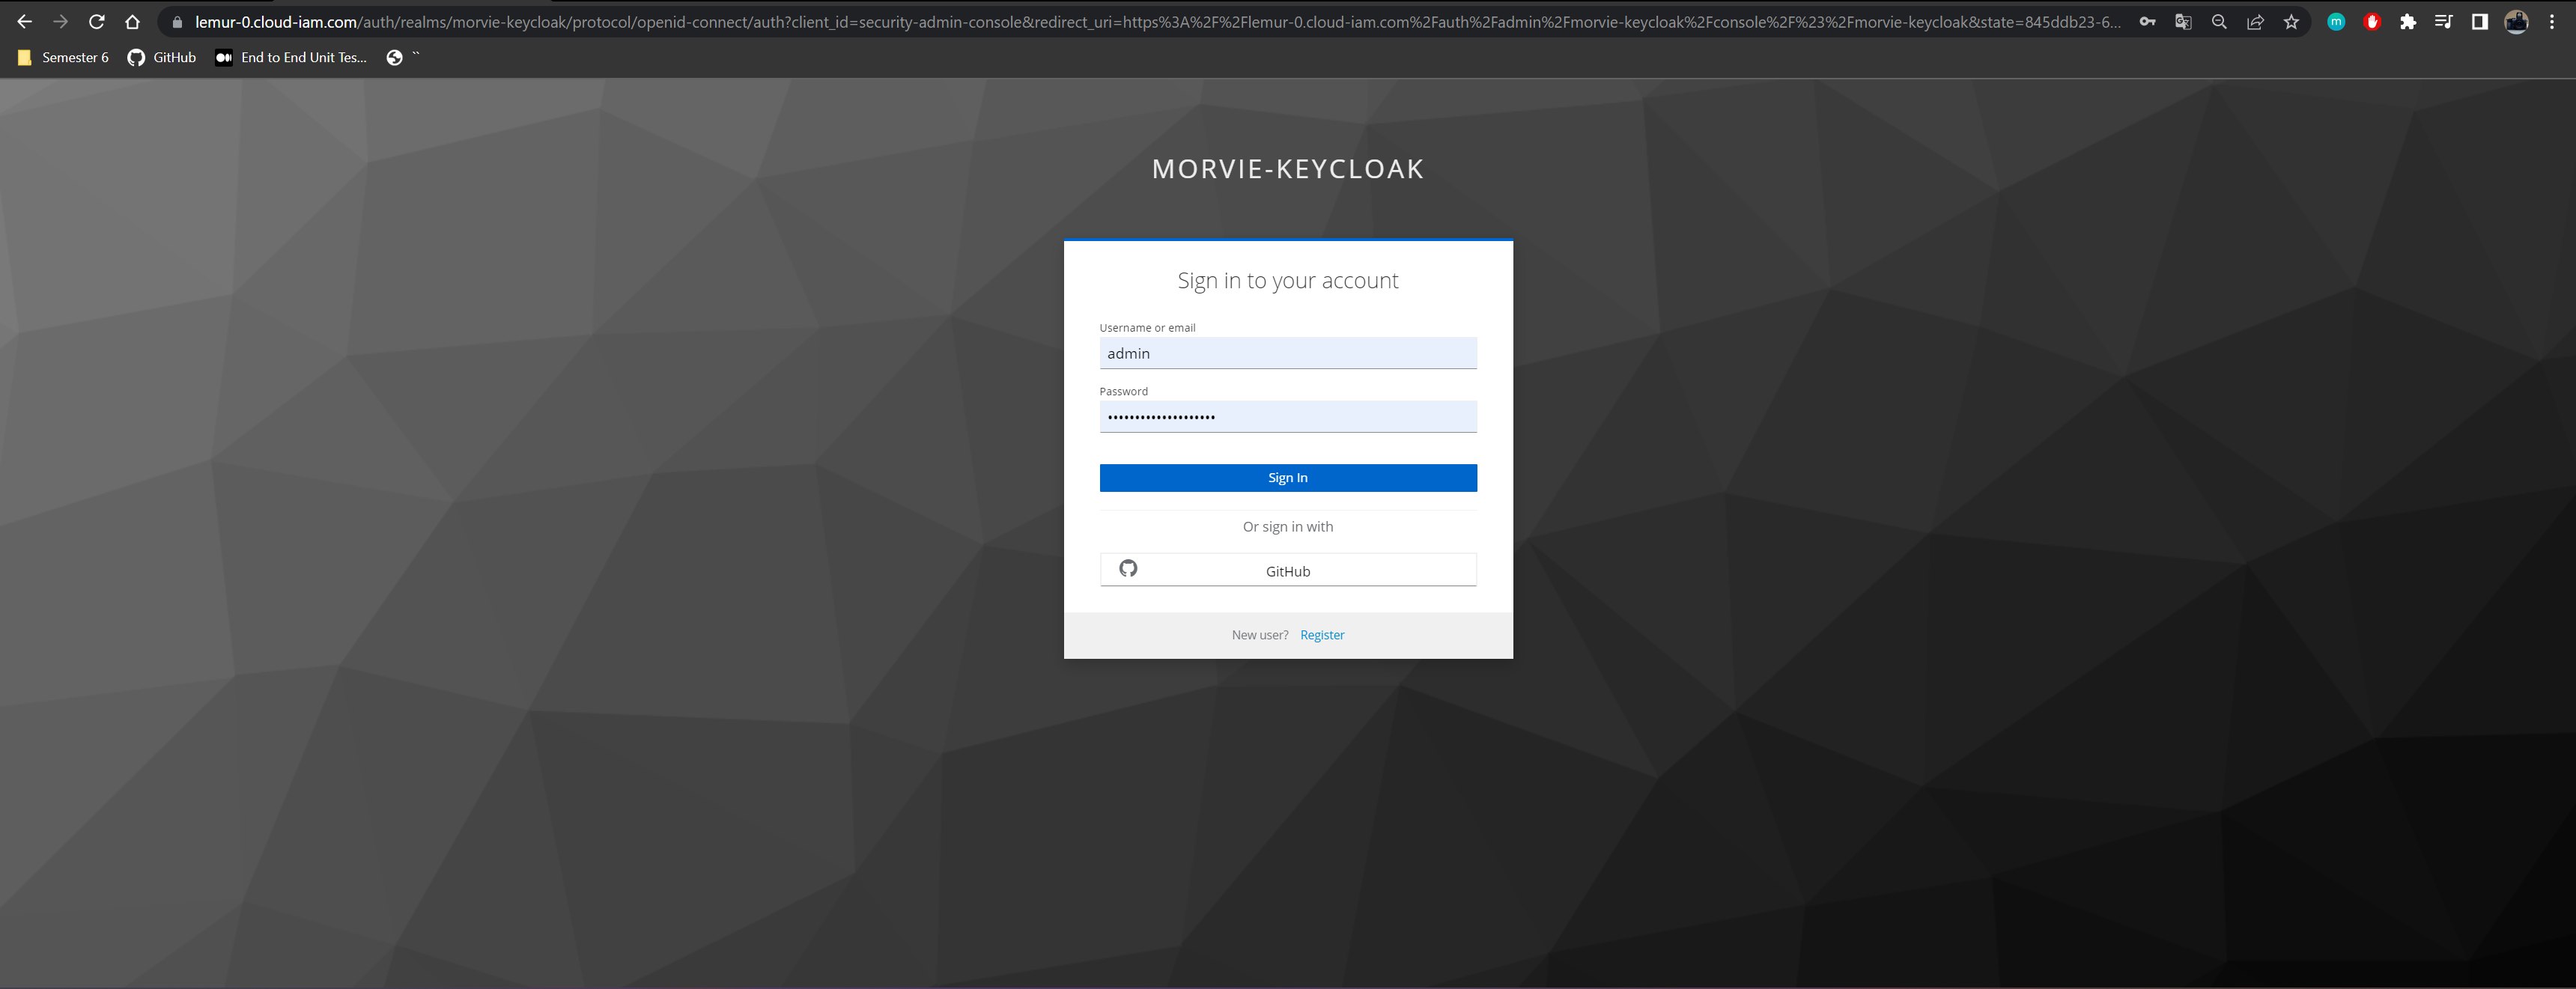 lemur-0.cloud-iam.com/auth/realms/morvie-keycloak/protocol/openid-connect/auth?client_id=security-admin-console&redirect_uri=https%3A%2F%2Flemur-0.cloud-iam.com%2Fauth%2Fadmin%2Fmorvie-keycloak%2Fconsole%2F%23%2Fmorvie-keycloak&state=845ddb23-6...
m
Semester 6 GitHub End to End Unit Tes... ``
MORVIE-KEYCLOAK
Sign in to your account
Username or email
admin
Password
••••••••••••••••••••
Sign In
Or sign in with
GitHub
New user? Register